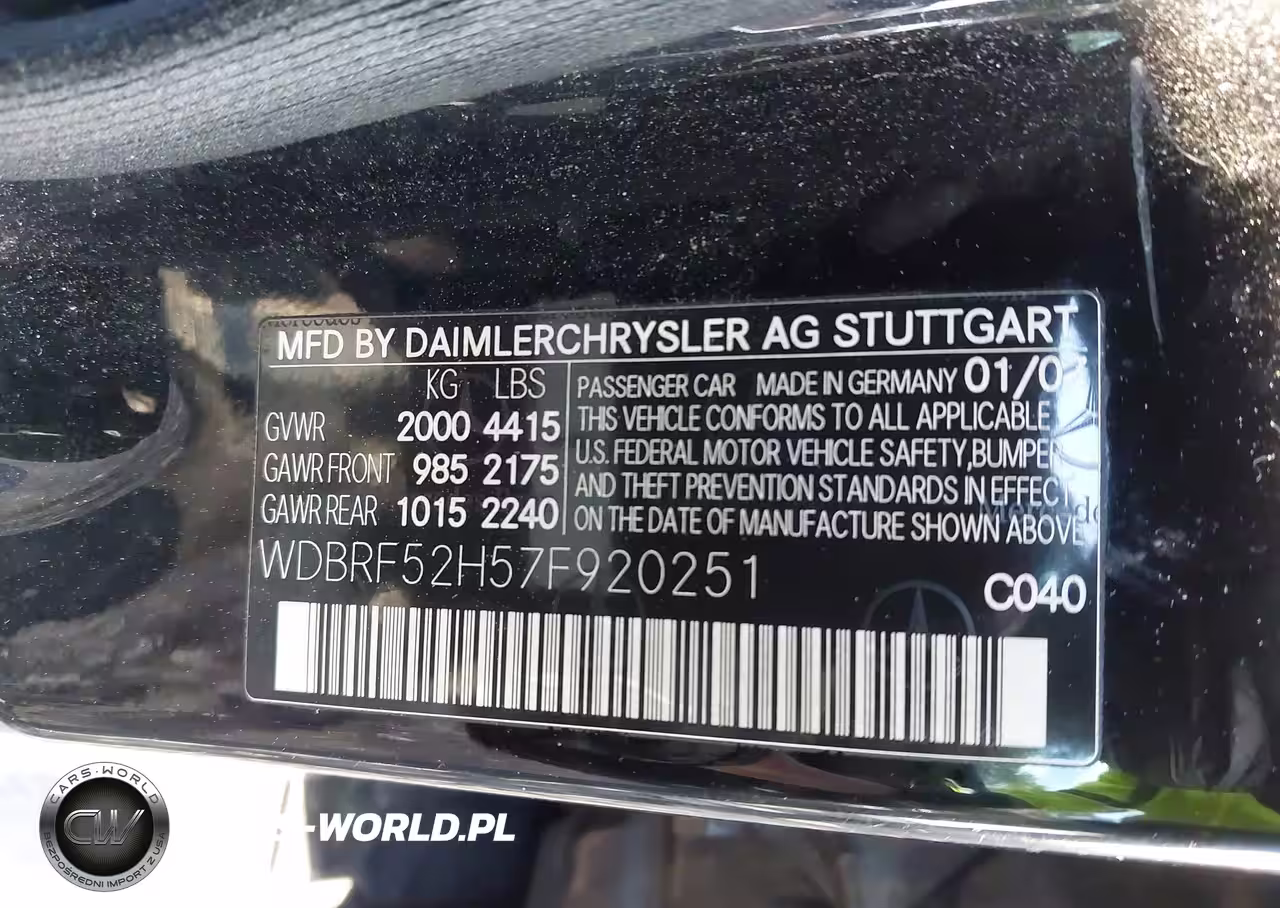 MFD BY DAIMLERCHRYSLER AG STUTTGART
KG LBS
GVWR 2000 4415
GAWR FRONT 985 2175
GAWR REAR 1015 2240
PASSENGER CAR MADE IN GERMANY 01/0
THIS VEHICLE CONFORMS TO ALL APPLICABLE
U.S. FEDERAL MOTOR VEHICLE SAFETY, BUMPER
AND THEFT PREVENTION STANDARDS IN EFFECT
ON THE DATE OF MANUFACTURE SHOWN ABOVE
WDBRF52H57F920251
C040
CARS-WORLD
CW
BEZPOŚREDNI IMPORT Z USA
-WORLD.PL